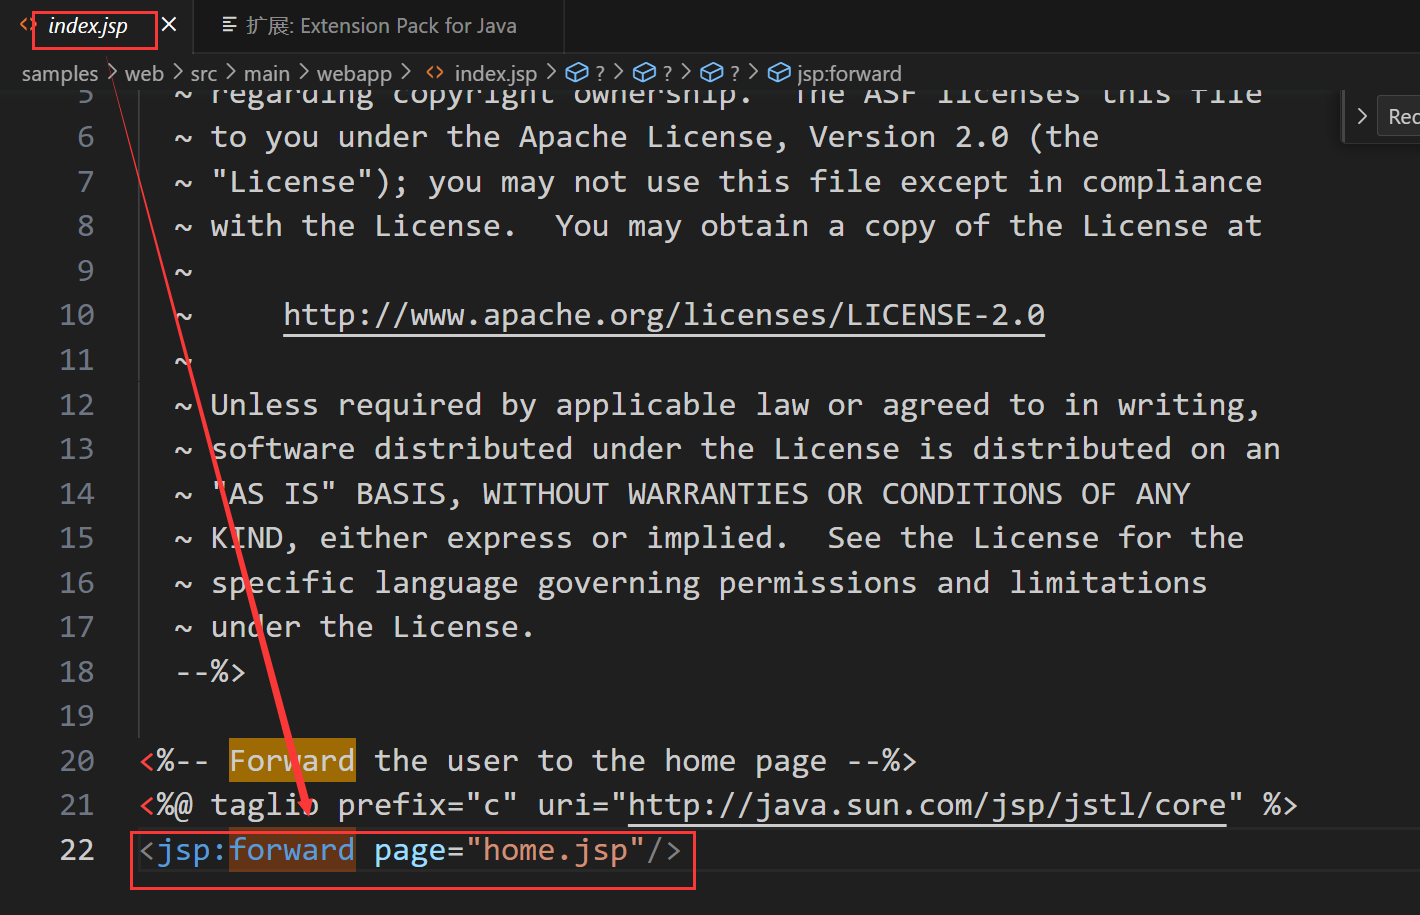 index.jsp
扩展: Extension Pack for Java
samples > web > src > main > webapp > index.jsp > ? > ? > ? > jsp:forward
5 ~ regarding copyright ownership.  The ASF licenses this file
6 ~ to you under the Apache License, Version 2.0 (the
7 ~ "License"); you may not use this file except in compliance
8 ~ with the License.  You may obtain a copy of the License at
9 ~
10 ~     http://www.apache.org/licenses/LICENSE-2.0
11 ~
12 ~ Unless required by applicable law or agreed to in writing,
13 ~ software distributed under the License is distributed on an
14 ~ "AS IS" BASIS, WITHOUT WARRANTIES OR CONDITIONS OF ANY
15 ~ KIND, either express or implied.  See the License for the
16 ~ specific language governing permissions and limitations
17 ~ under the License.
18 --%>
19
20 <%-- Forward the user to the home page --%>
21 <%@ taglib prefix="c" uri="http://java.sun.com/jsp/jstl/core" %>
22 <jsp:forward page="home.jsp"/>